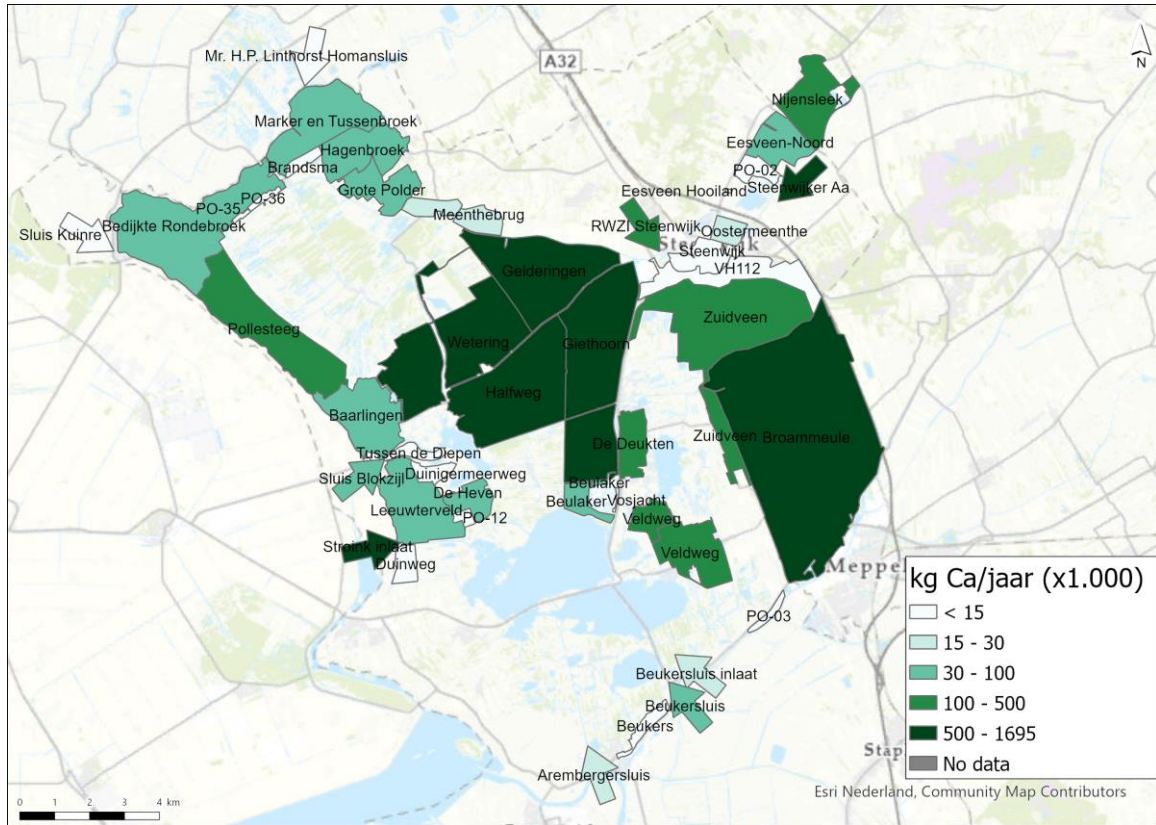 Mr. H.P. Linthorst Homansluis
A32
N
Nijensleek
Marker en Tussenbroek
Eesveen-Noord
Hagenbroek
Brandsma
PO-02
Grote Polder
Steenwijker Aa
Eesveen Hooiland
PO-36
PO-35
Meenthebrug
Bedijkte Rondebroek
RWZI Steenwijk
Oostermeenthe
Sluis Kuinre
Steenwijk
VH112
Gelderingen
Zuidveen
Pollesteeg
Wetering
Giethoorn
Halfweg
Baarlingen
De Deukten
Zuidveen
Broammeule
Tussen de Diepen
Duinigermeerweg
Sluis Blokzijl
Beulaker
De Heven
Beulaker
Vosjacht
Leeuwterveld
PO-12
Veldweg
Stroink inlaat
Veldweg
Duinweg
Meppel
PO-03
Beukersluis inlaat
Beukersluis
Beukers
Arembergersluis
Stap
kg Ca/jaar (x1.000)
< 15
15 - 30
30 - 100
100 - 500
500 - 1695
No data
Esri Nederland, Community Map Contributors
0 1 2 3 4 km